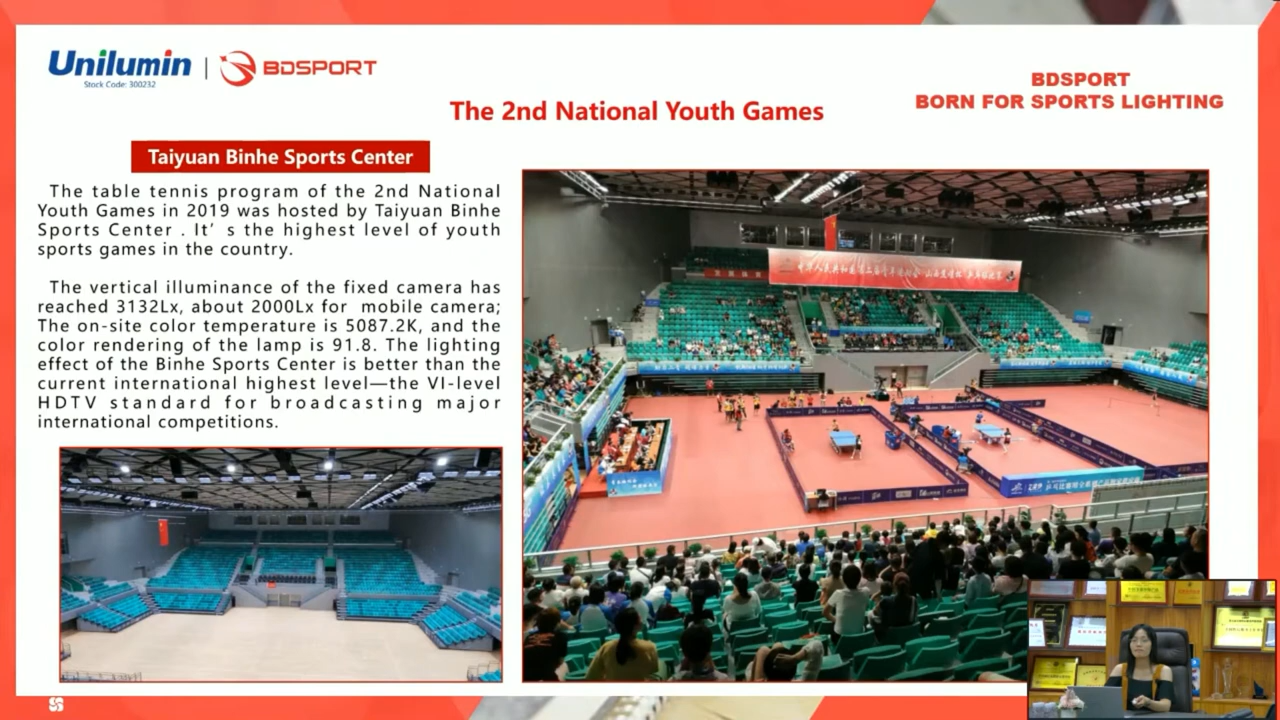 Unilumin
Stock Code: 300232
BDSPORT
BDSPORT
BORN FOR SPORTS LIGHTING
The 2nd National Youth Games
Taiyuan Binhe Sports Center
The table tennis program of the 2nd National
Youth Games in 2019 was hosted by Taiyuan Binhe
Sports Center . It' s the highest level of youth
sports games in the country.
The vertical illuminance of the fixed camera has
reached 3132Lx, about 2000Lx for mobile camera;
The on-site color temperature is 5087.2K, and the
color rendering of the lamp is 91.8. The lighting
effect of the Binhe Sports Center is better than the
current international highest level—the VI-level
HDTV standard for broadcasting major
international competitions.